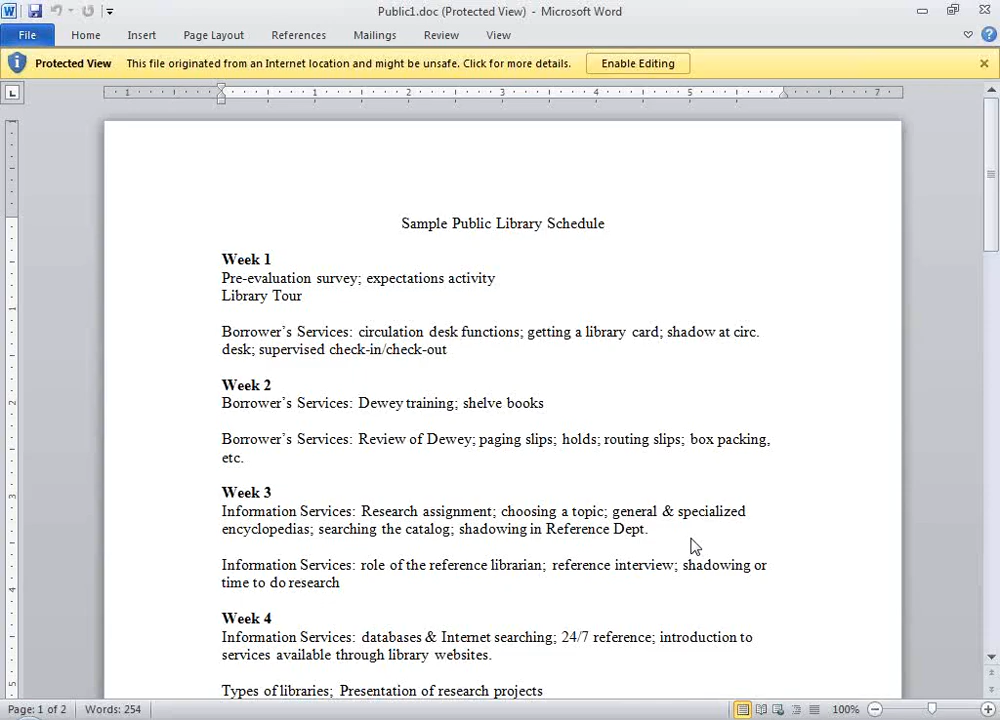 Public1.doc (Protected View) - Microsoft Word
File Home Insert Page Layout References Mailings Review View
Protected View This file originated from an Internet location and might be unsafe. Click for more details. Enable Editing
1 1 2 3 4 5 7
Sample Public Library Schedule
Week 1
Pre-evaluation survey; expectations activity
Library Tour
Borrower's Services: circulation desk functions; getting a library card; shadow at circ.
desk; supervised check-in/check-out
Week 2
Borrower's Services: Dewey training; shelve books
Borrower's Services: Review of Dewey; paging slips; holds; routing slips; box packing,
etc.
Week 3
Information Services: Research assignment; choosing a topic; general & specialized
encyclopedias; searching the catalog; shadowing in Reference Dept.
Information Services: role of the reference librarian; reference interview; shadowing or
time to do research
Week 4
Information Services: databases & Internet searching; 24/7 reference; introduction to
services available through library websites.
Types of libraries; Presentation of research projects
Page: 1 of 2 Words: 254 100%